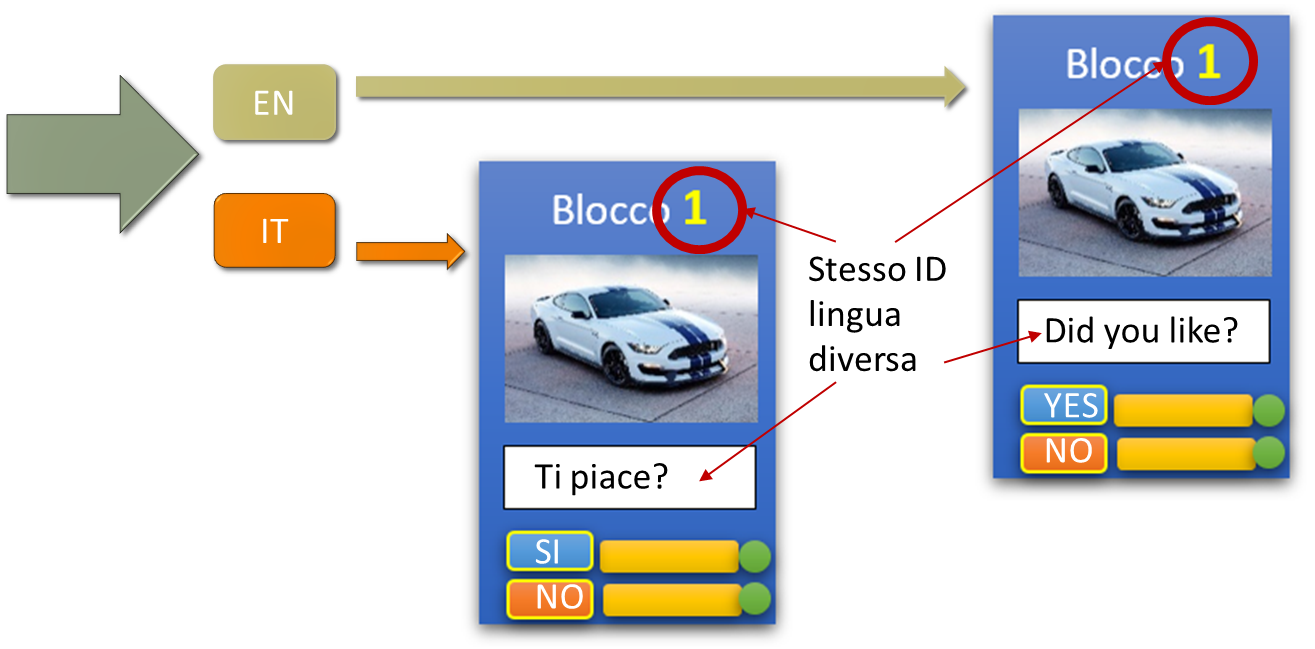 EN
IT
Blocco 1
Ti piace?
SI
NO
Stesso ID
lingua
diversa
Blocco 1
Did you like?
YES
NO